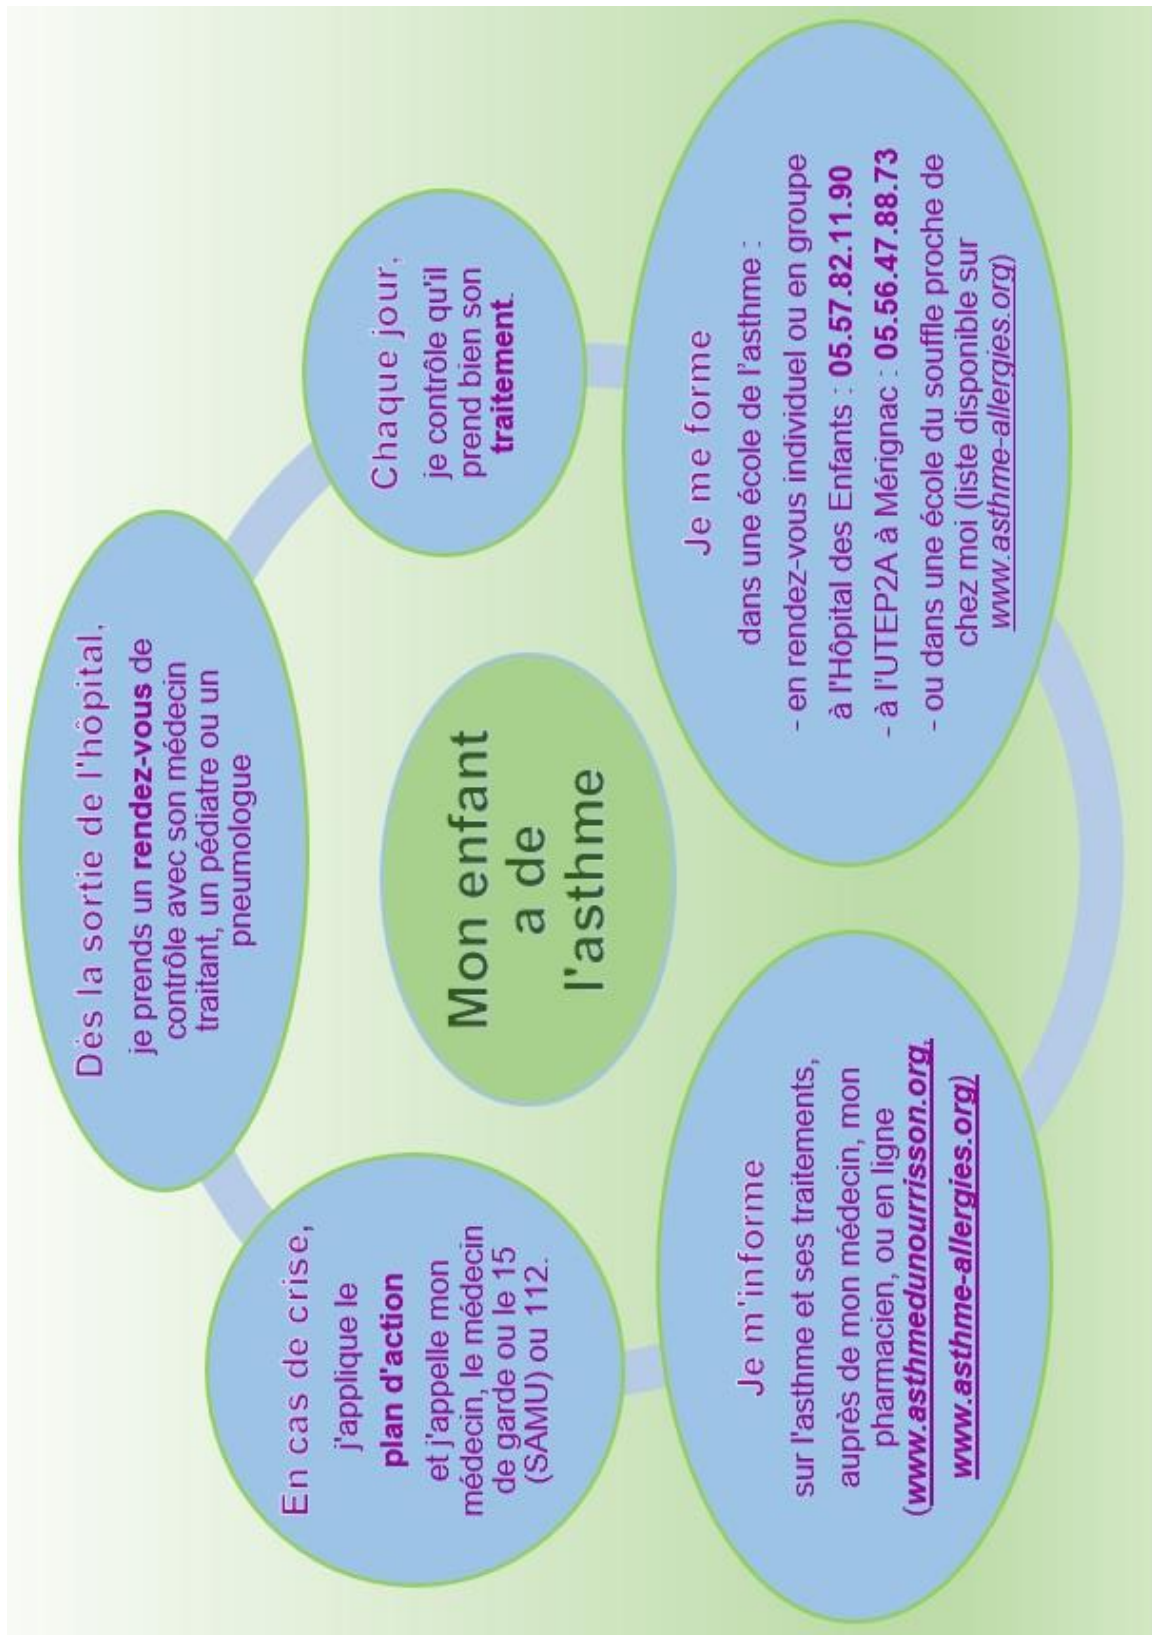 Dès la sortie de l'hôpital,
je prends un rendez-vous de
contrôle avec son médecin
traitant, un pédiatre ou un
pneumologue
Chaque jour,
je contrôle qu'il
prend bien son
traitement.
Je me forme
dans une école de l'asthme :
- en rendez-vous individuel ou en groupe
à l'Hôpital des Enfants : 05.57.82.11.90
- à l'UTEP2A à Mérignac : 05.56.47.88.73
- ou dans une école du souffle proche de
chez moi (liste disponible sur
www.asthme-allergies.org)
Je m'informe
sur l'asthme et ses traitements,
auprès de mon médecin, mon
pharmacien, ou en ligne
(www.asthmedunourrisson.org,
www.asthme-allergies.org)
En cas de crise,
j'applique le
plan d'action
et j'appelle mon
médecin, le médecin
de garde ou le 15
(SAMU) ou 112.
Mon enfant
a de
l'asthme